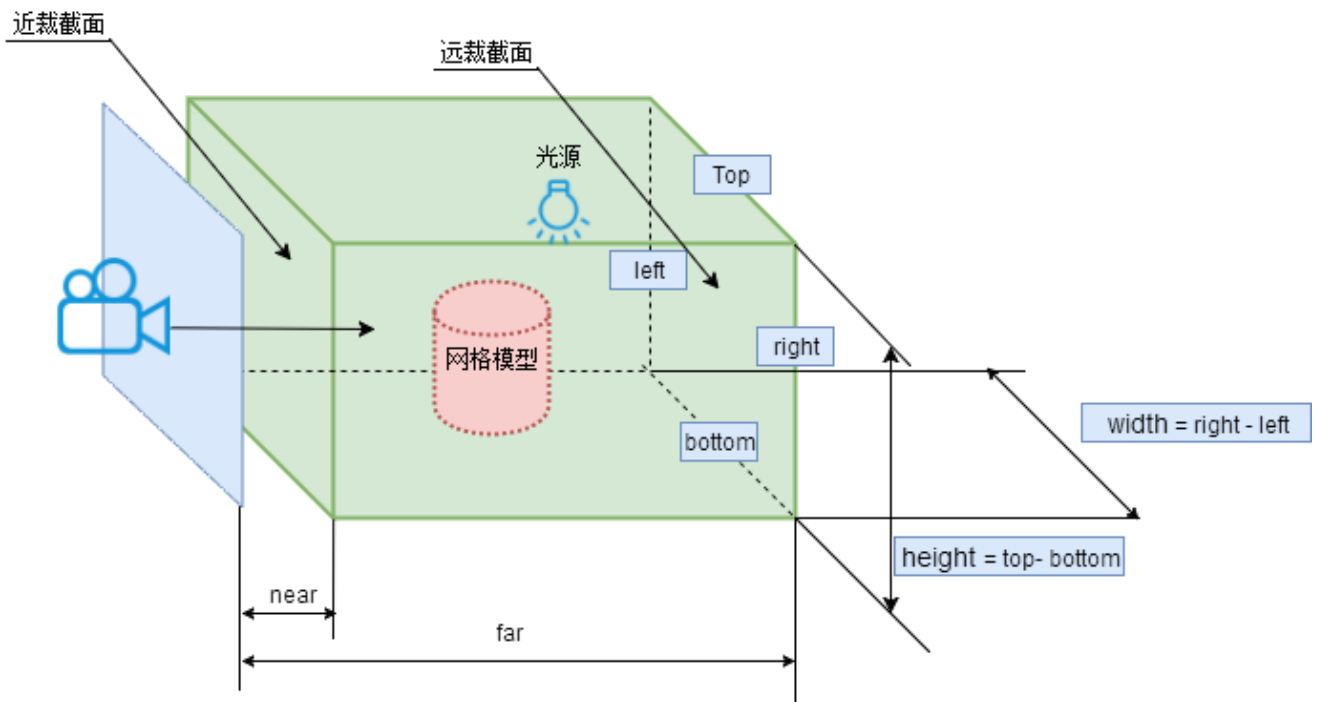 近裁截面
远裁截面
光源
Top
left
right
网格模型
width = right - left
bottom
height = top- bottom
near
far